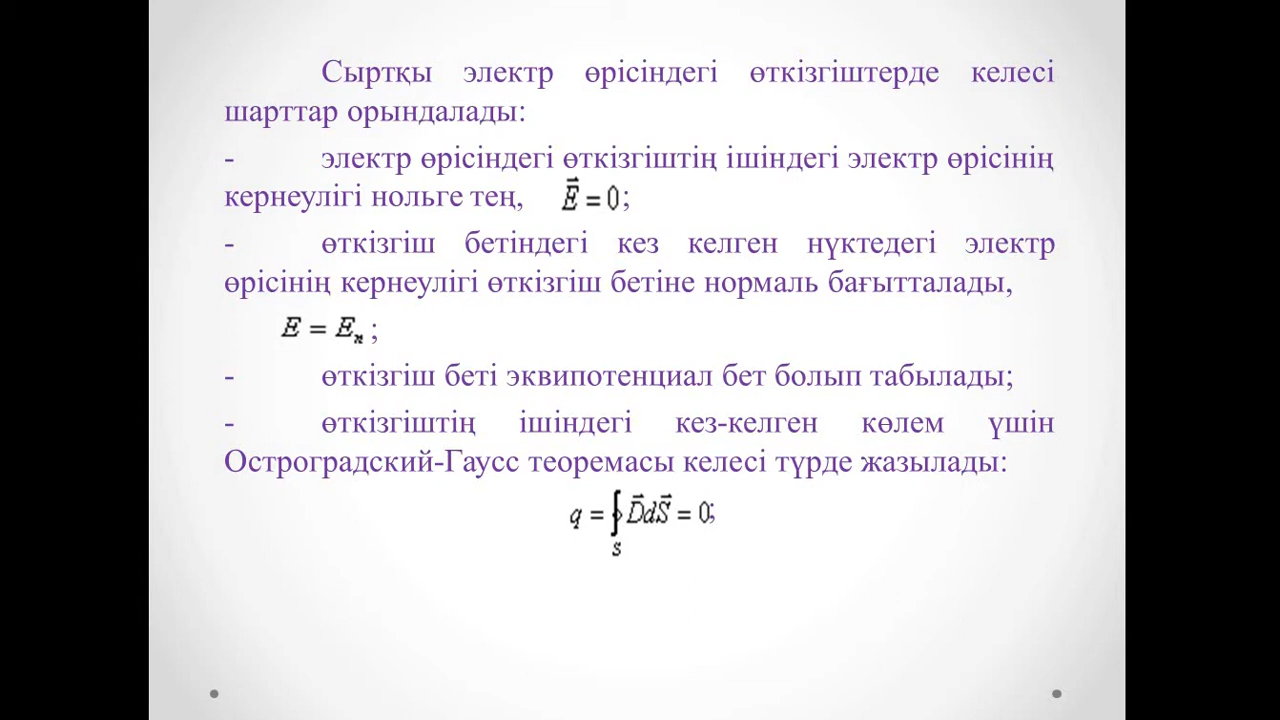 Сыртқы электр өрісіндегі өткізгіштерде келесі
шарттар орындалады:
- электр өрісіндегі өткізгіштің ішіндегі электр өрісінің
кернеулігі нольге тең, E⃗ = 0 ;
- өткізгіш бетіндегі кез келген нүктедегі электр
өрісінің кернеулігі өткізгіш бетіне нормаль бағытталады,
E = Eₙ ;
- өткізгіш беті эквипотенциал бет болып табылады;
- өткізгіштің ішіндегі кез-келген көлем үшін
Остроградский-Гаусс теоремасы келесі түрде жазылады:
q = ∮ D⃗dS⃗ = 0;
S